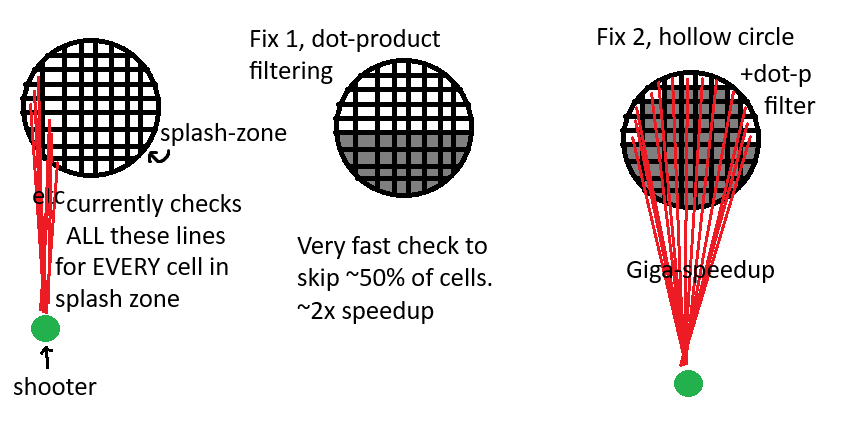 Fix 1, dot-product
filtering
Fix 2, hollow circle
+dot-p
filter
splash-zone
etc
currently checks
ALL these lines
for EVERY cell in
splash zone
shooter
Very fast check to
skip ~50% of cells.
~2x speedup
Giga-speedup